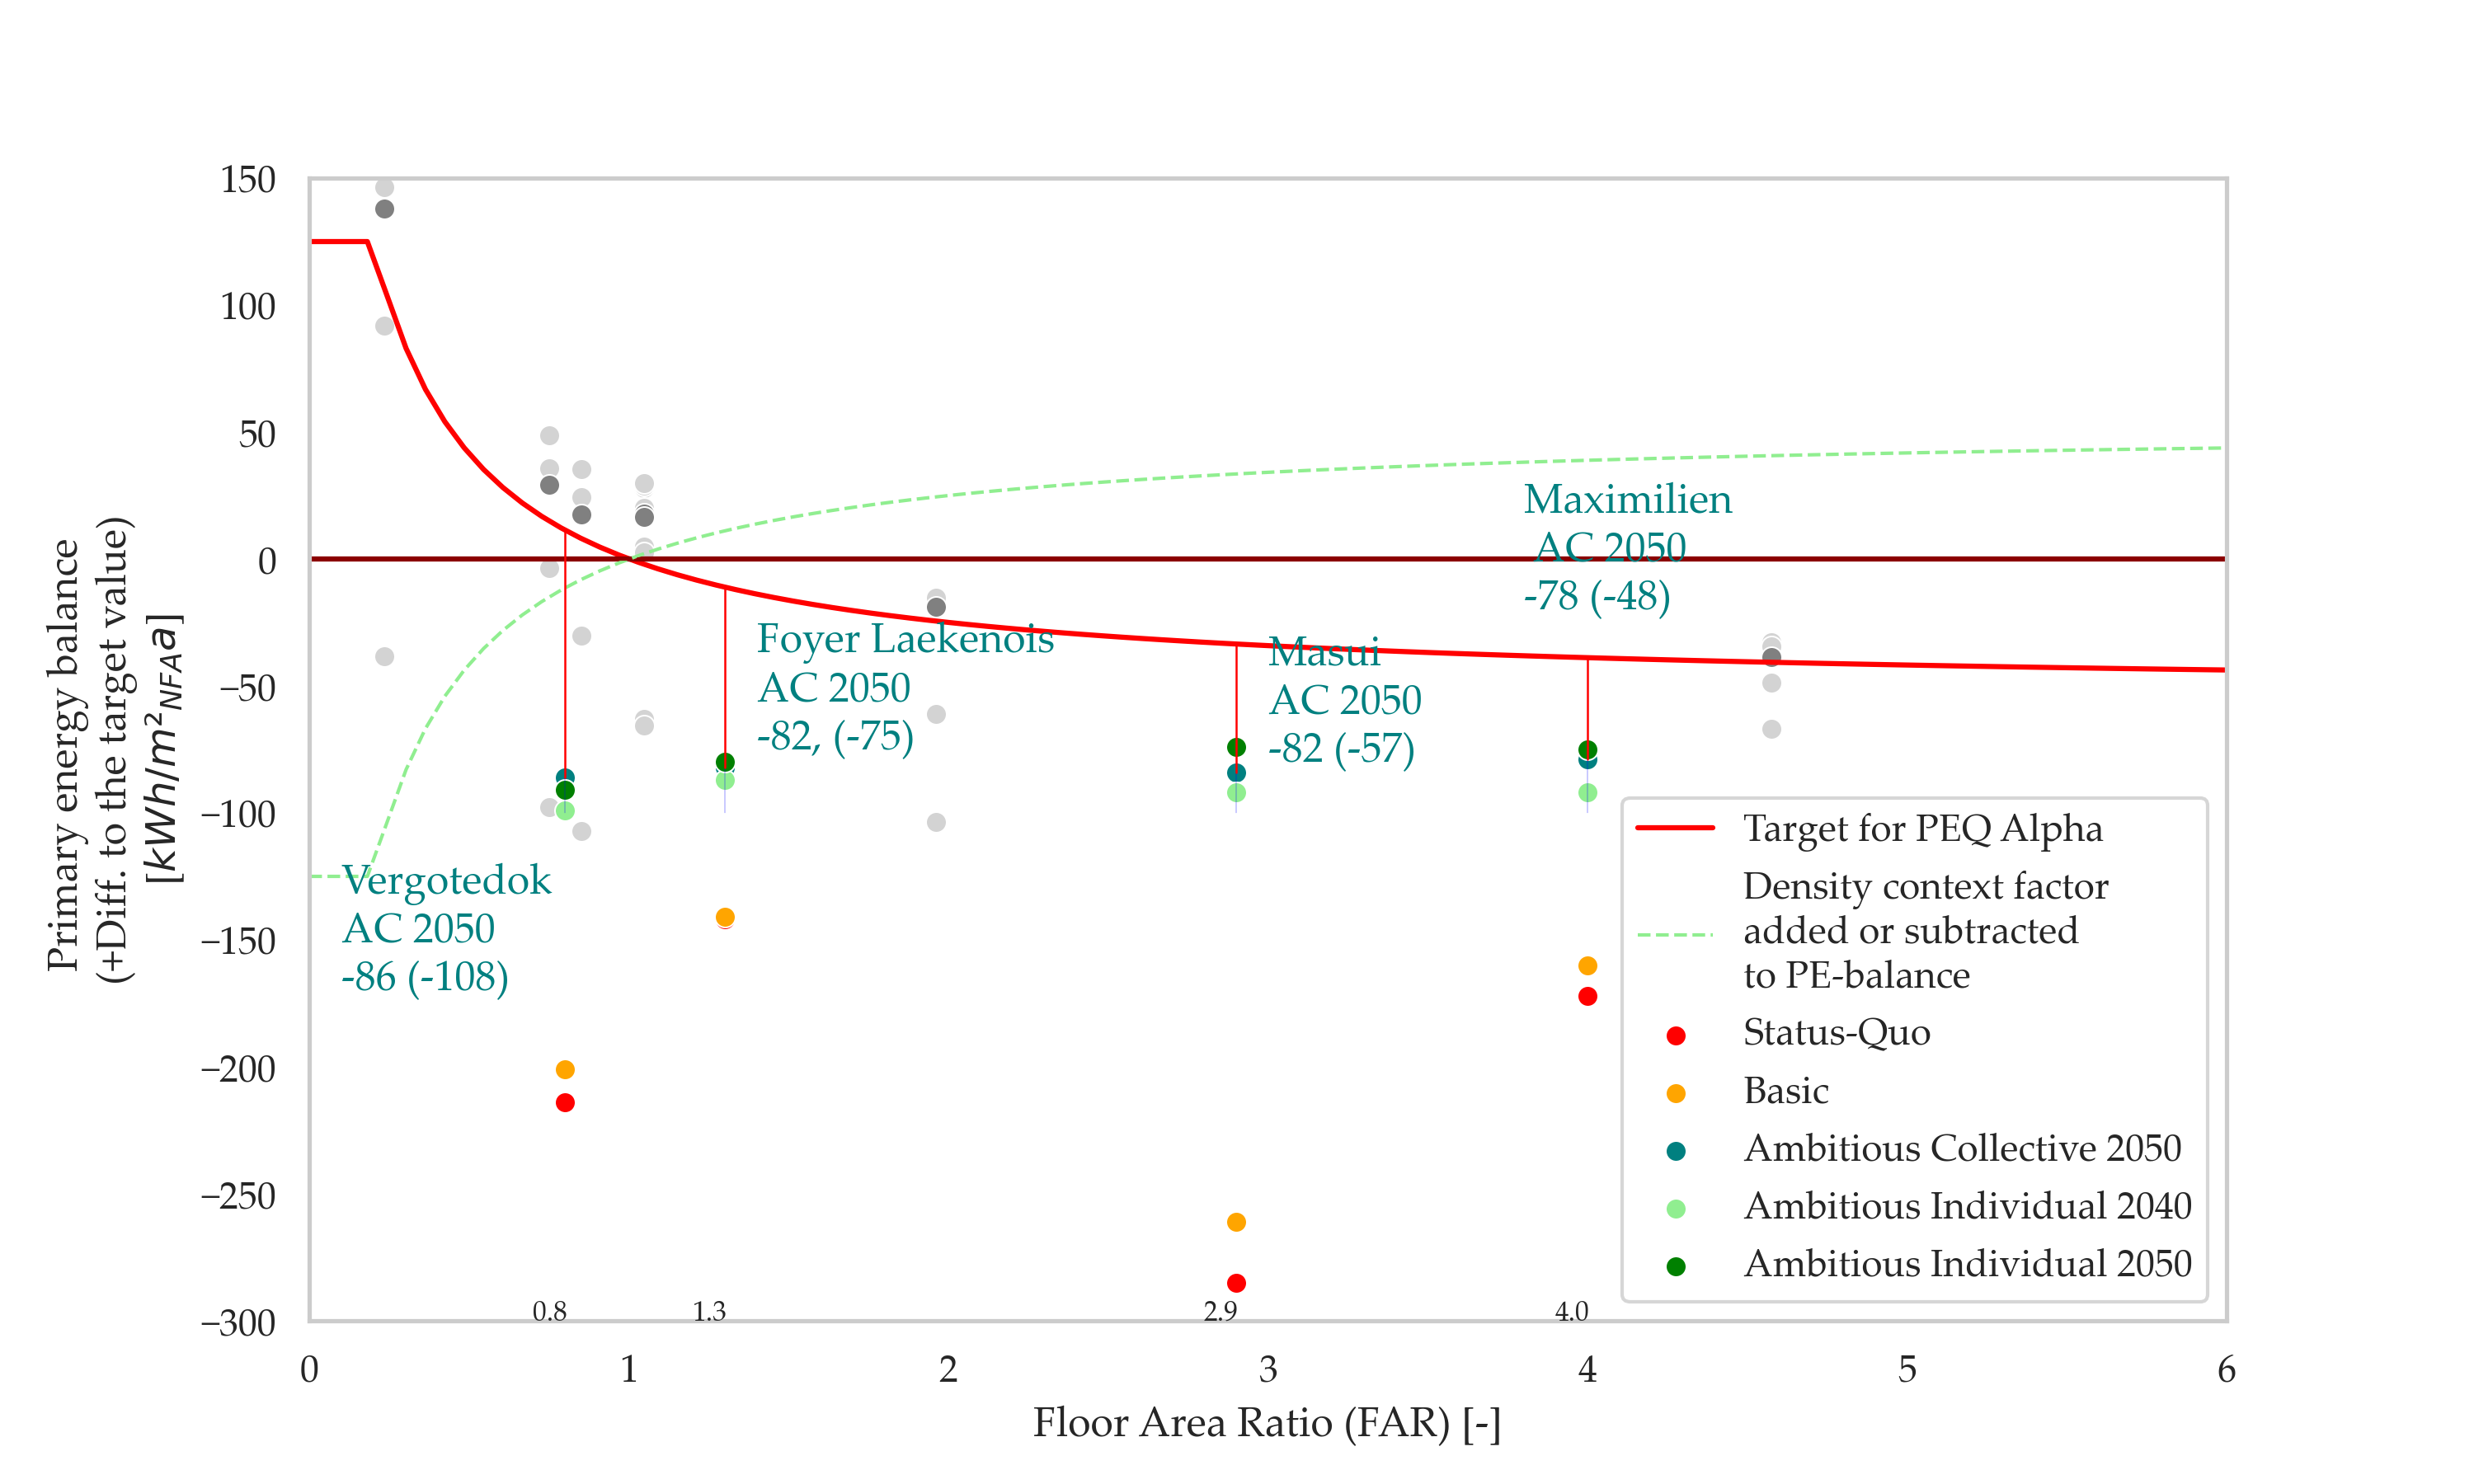 150
100
50
0
−50
−100
−150
−200
−250
−300
Primary energy balance
(+Diff. to the target value)
[kWh/m²NFAa]
Maximilien
AC 2050
-78 (-48)
Foyer Laekenois
AC 2050
-82, (-75)
Masui
AC 2050
-82 (-57)
Vergotedok
AC 2050
-86 (-108)
Target for PEQ Alpha
Density context factor
added or subtracted
to PE-balance
Status-Quo
Basic
Ambitious Collective 2050
Ambitious Individual 2040
Ambitious Individual 2050
0.8 1.3 2.9 4.0
0 1 2 3 4 5 6
Floor Area Ratio (FAR) [-]